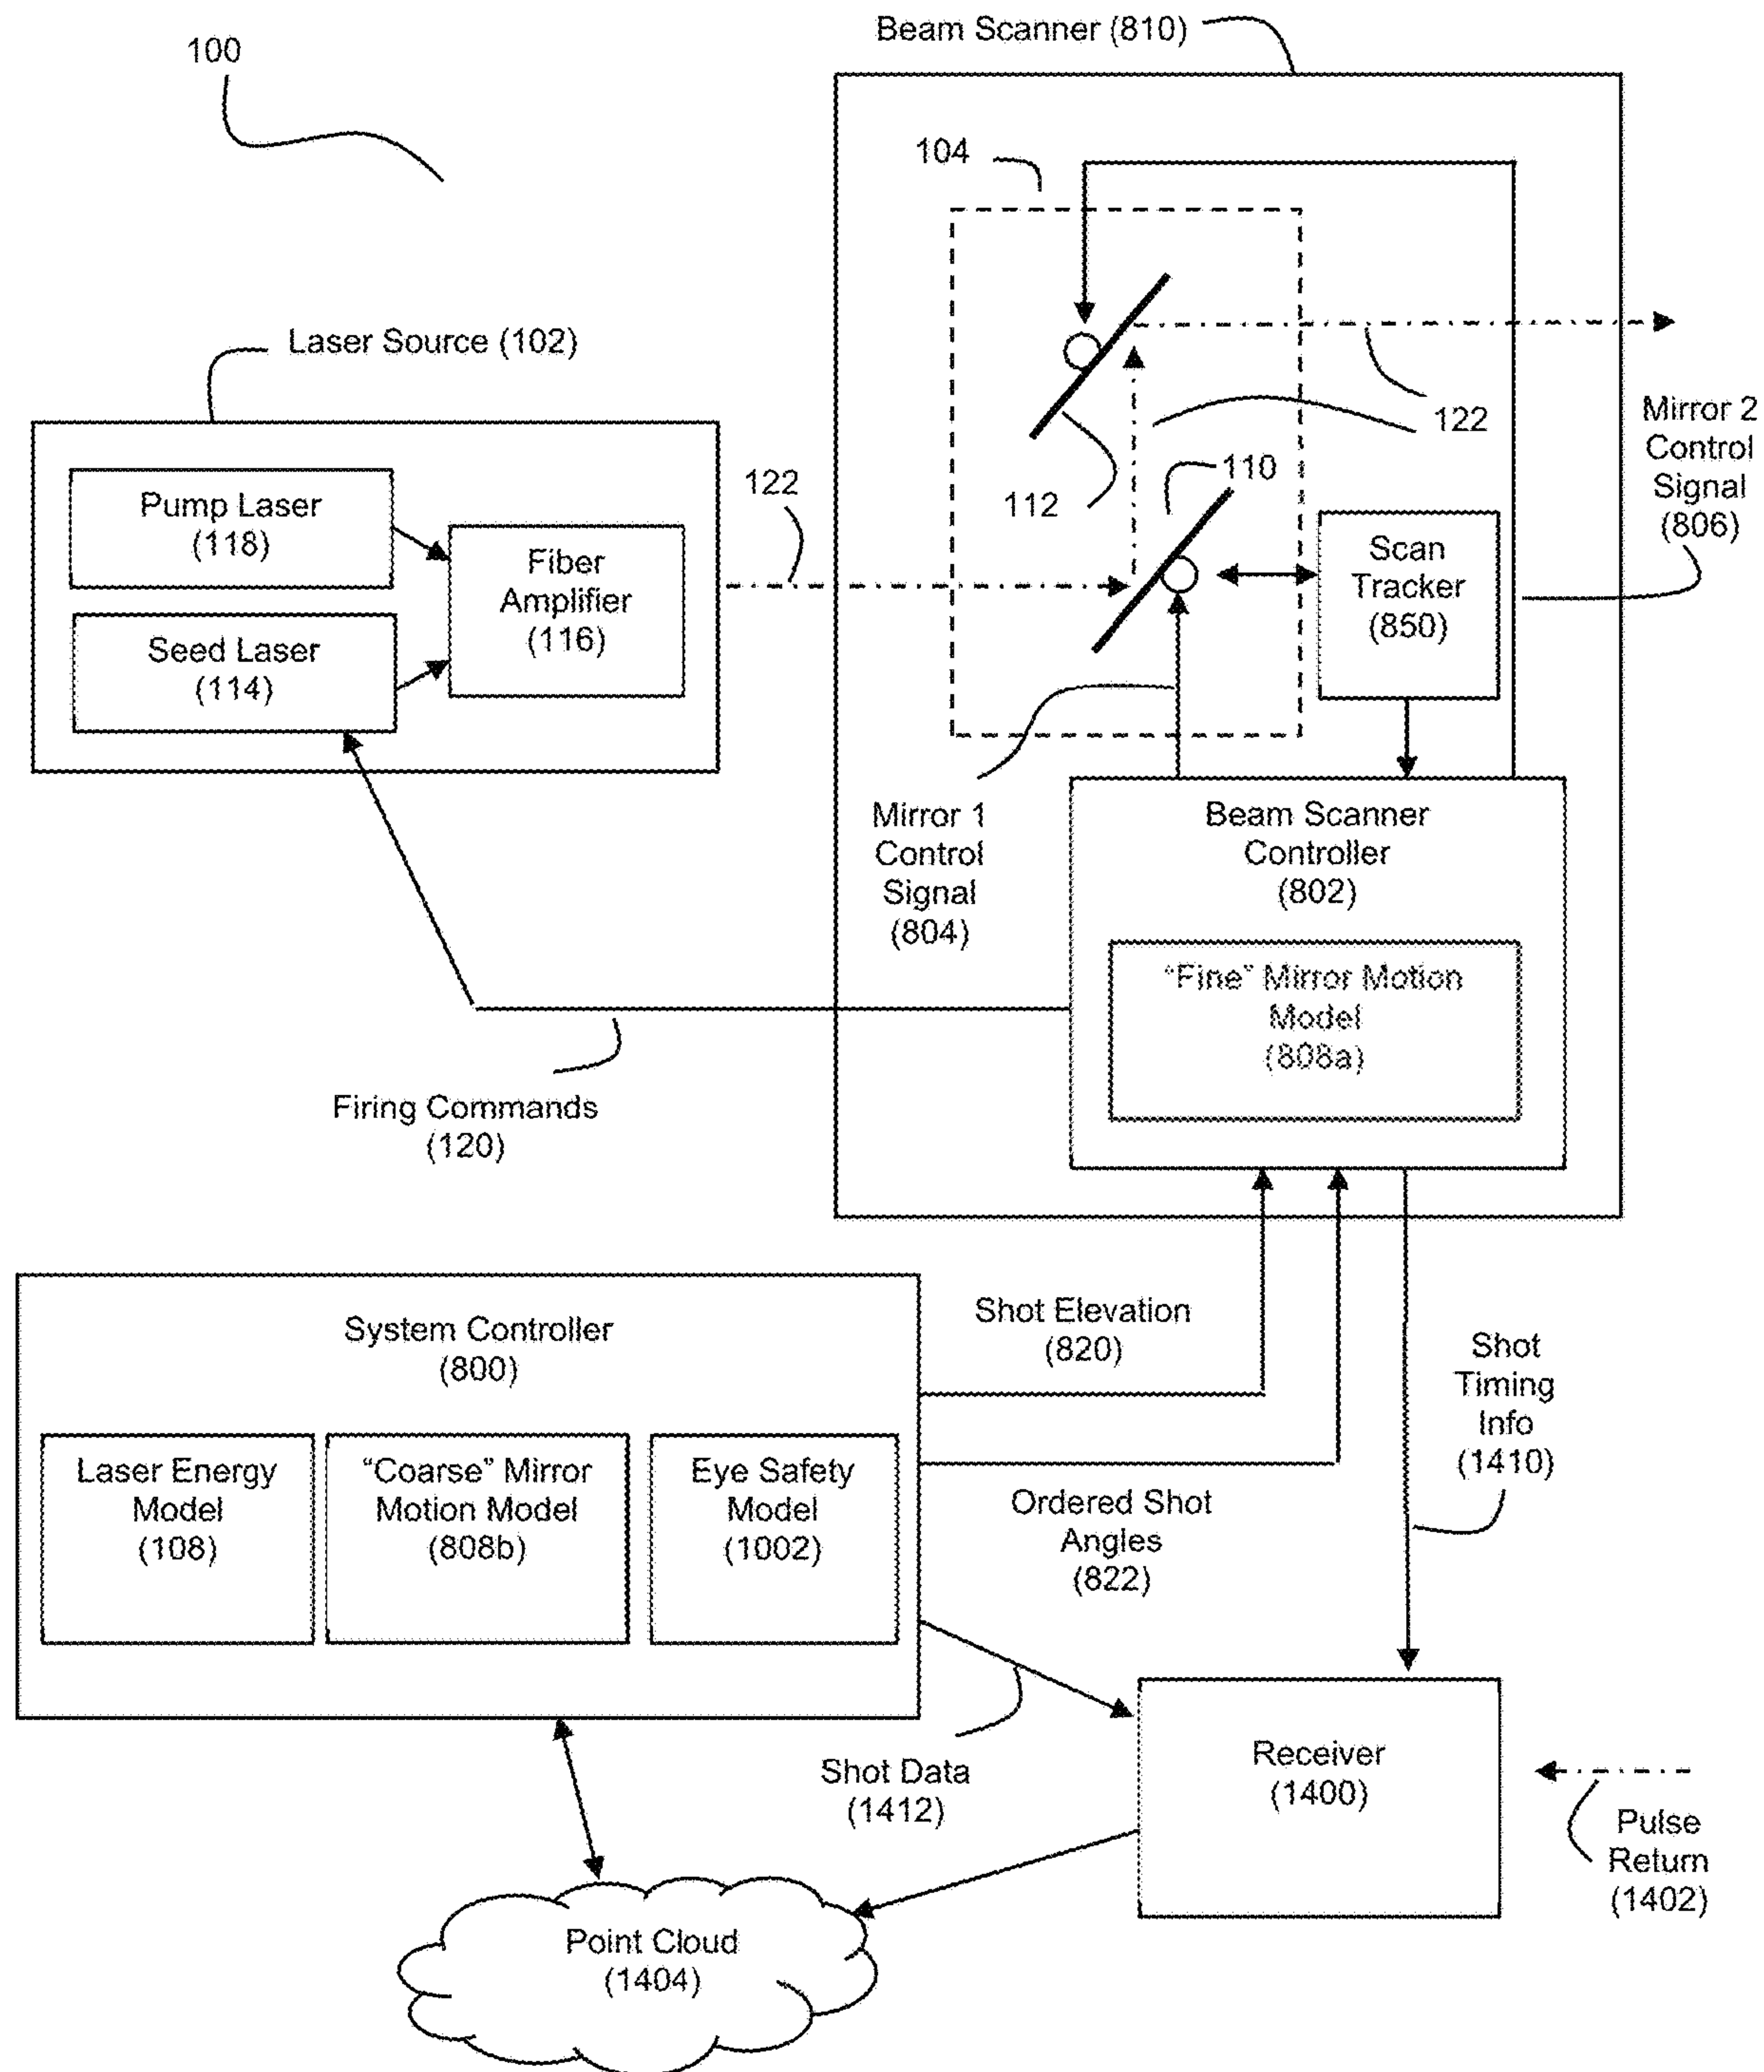 Beam Scanner (810)
100
104
Laser Source (102)
122
Mirror 2
Control
Signal
(806)
110
112
122
Pump Laser
(118)
Fiber
Amplifier
(116)
Seed Laser
(114)
Scan
Tracker
(850)
Mirror 1
Control
Signal
(804)
Beam Scanner
Controller
(802)
"Fine" Mirror Motion
Model
(808a)
Firing Commands
(120)
System Controller
(800)
Shot Elevation
(820)
Shot
Timing
Info
(1410)
Laser Energy
Model
(108)
"Coarse" Mirror
Motion Model
(808b)
Eye Safety
Model
(1002)
Ordered Shot
Angles
(822)
Shot Data
(1412)
Receiver
(1400)
Pulse
Return
(1402)
Point Cloud
(1404)